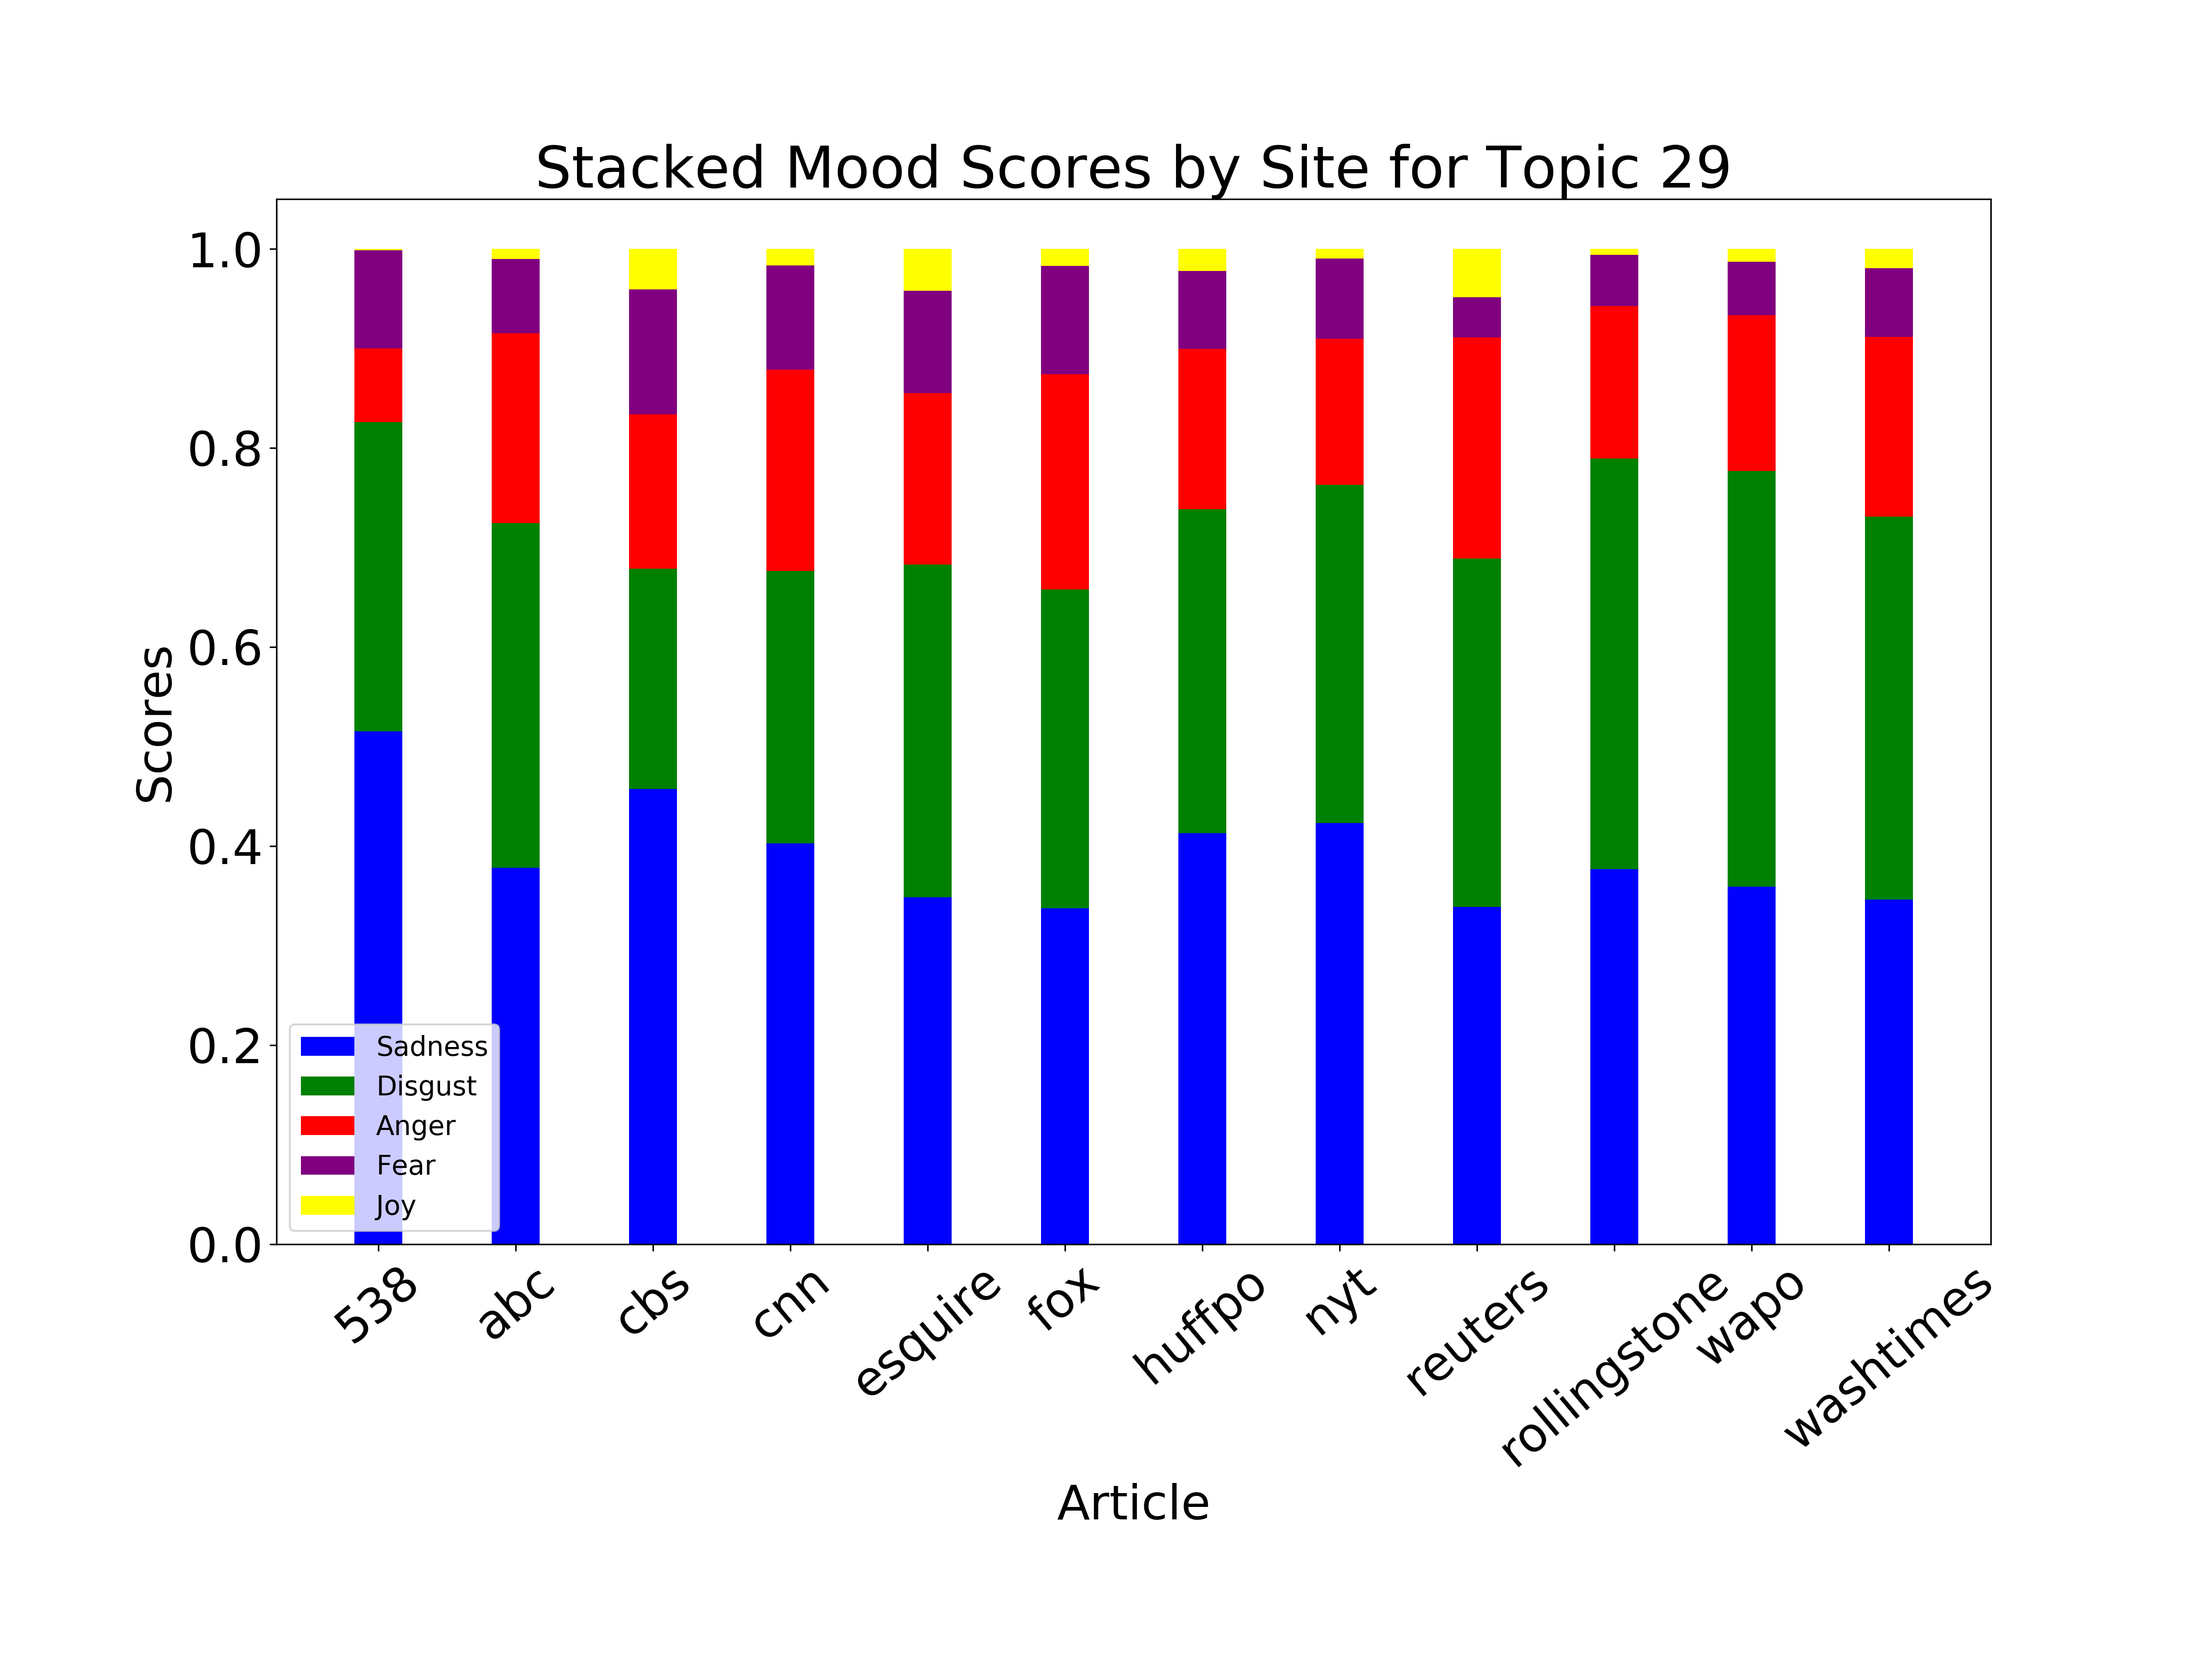 Stacked Mood Scores by Site for Topic 29
Scores
1.0
0.8
0.6
0.4
0.2
0.0
Sadness
Disgust
Anger
Fear
Joy
538
abc
cbs
cnn
esquire
fox
huffpo
nyt
reuters
rollingstone
wapo
washtimes
Article